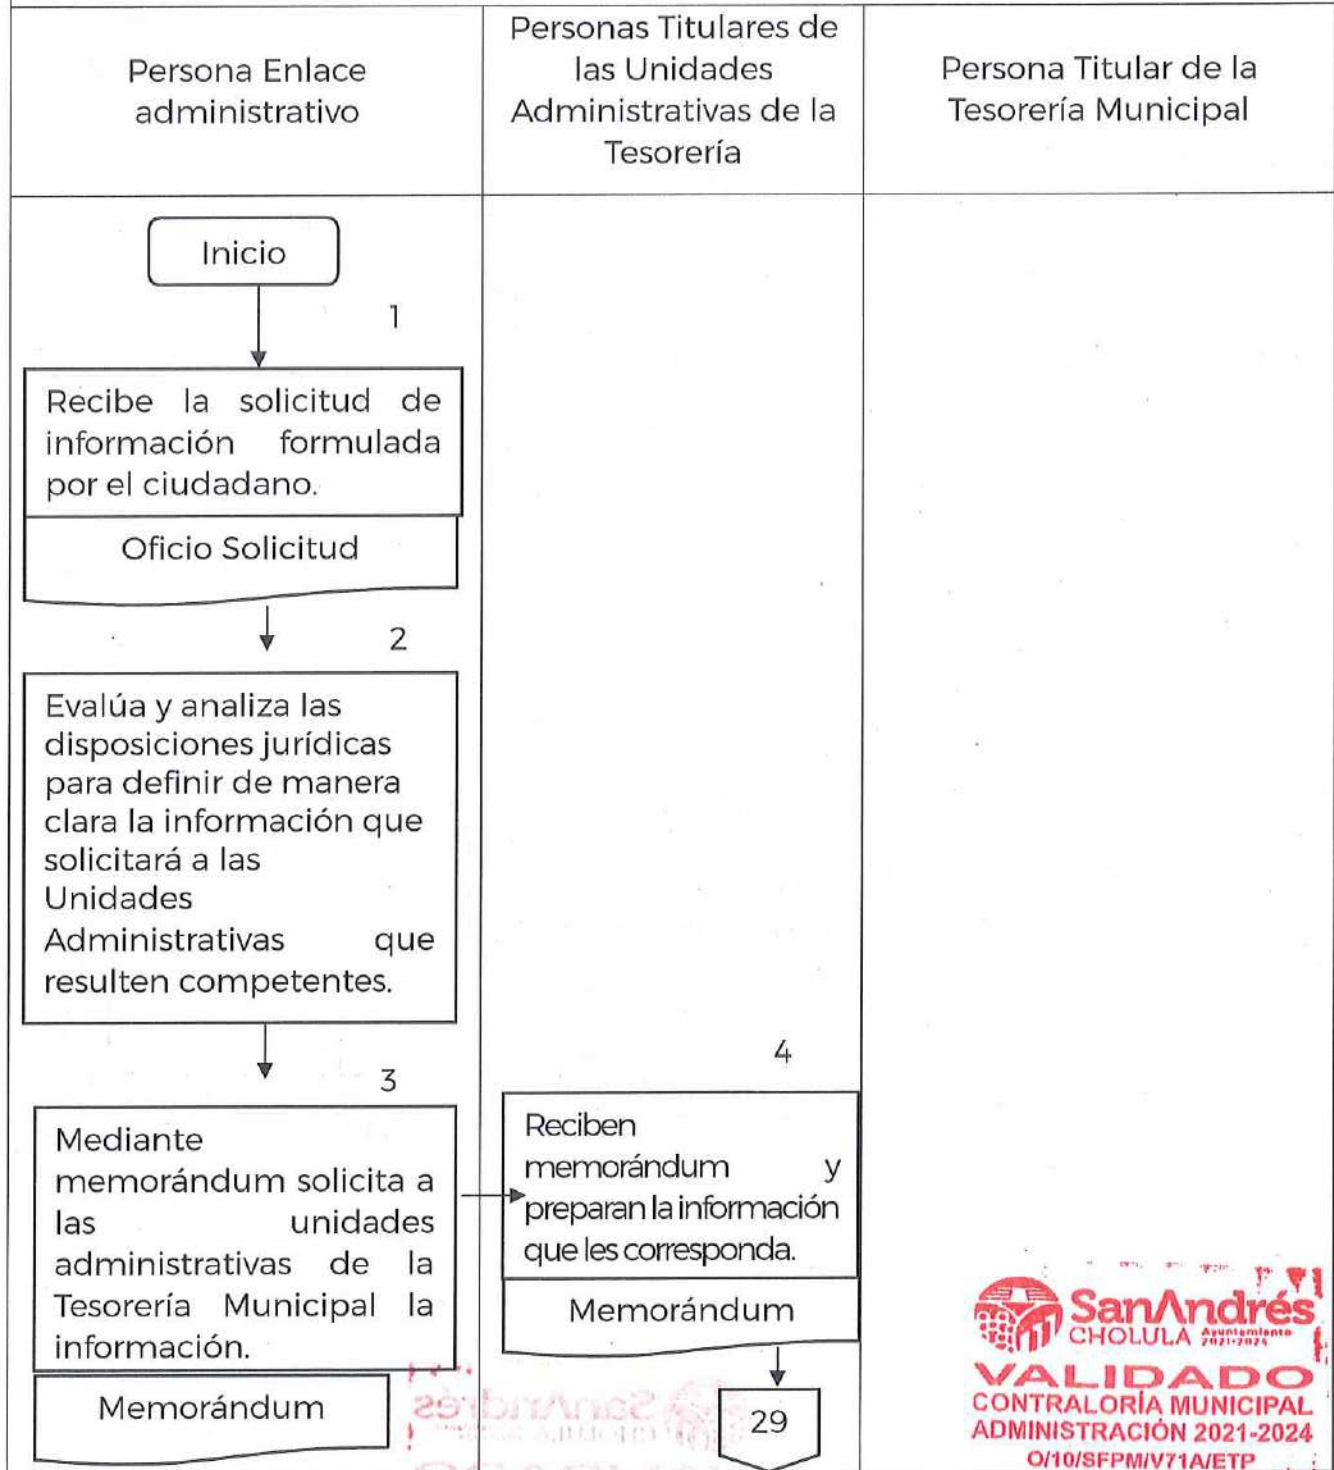 Persona Enlace
administrativo
Personas Titulares de
las Unidades
Administrativas de la
Tesorería
Persona Titular de la
Tesorería Municipal
Inicio
1
Recibe la solicitud de
información formulada
por el ciudadano.
Oficio Solicitud
2
Evalúa y analiza las
disposiciones jurídicas
para definir de manera
clara la información que
solicitará a las
Unidades
Administrativas que
resulten competentes.
3
Mediante
memorándum solicita a
las unidades
administrativas de la
Tesorería Municipal la
información.
Memorándum
4
Reciben
memorándum y
preparan la información
que les corresponda.
Memorándum
29
SanAndrés
CHOLULA Ayuntamiento
2021-2024
VALIDADO
CONTRALORÍA MUNICIPAL
ADMINISTRACIÓN 2021-2024
O/10/SFPM/V71A/ETP